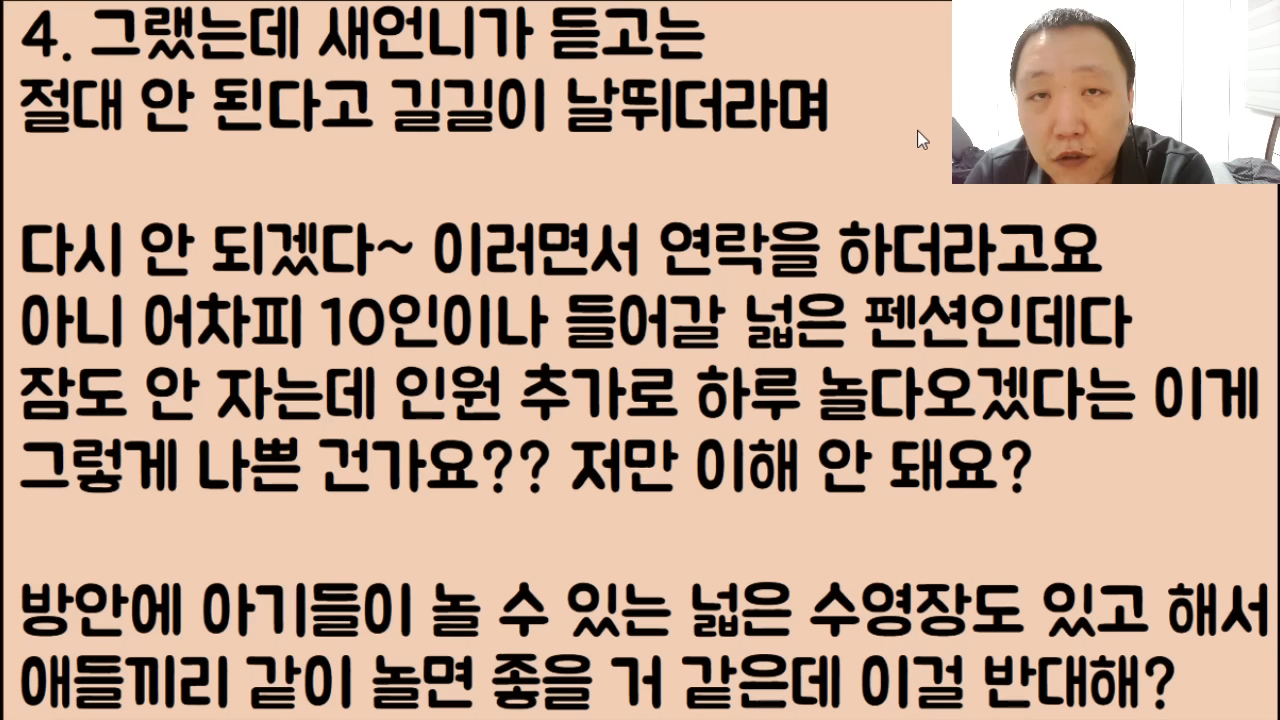 4. 그랬는데 새언니가 듣고는
절대 안 된다고 길길이 날뛰더라며
다시 안 되겠다~ 이러면서 연락을 하더라고요
아니 어차피 10인이나 들어갈 넓은 펜션인데다
잠도 안 자는데 인원 추가로 하루 놀다오겠다는 이게
그렇게 나쁜 건가요?? 저만 이해 안 돼요?
방안에 아기들이 놀 수 있는 넓은 수영장도 있고 해서
애들끼리 같이 놀면 좋을 거 같은데 이걸 반대해?